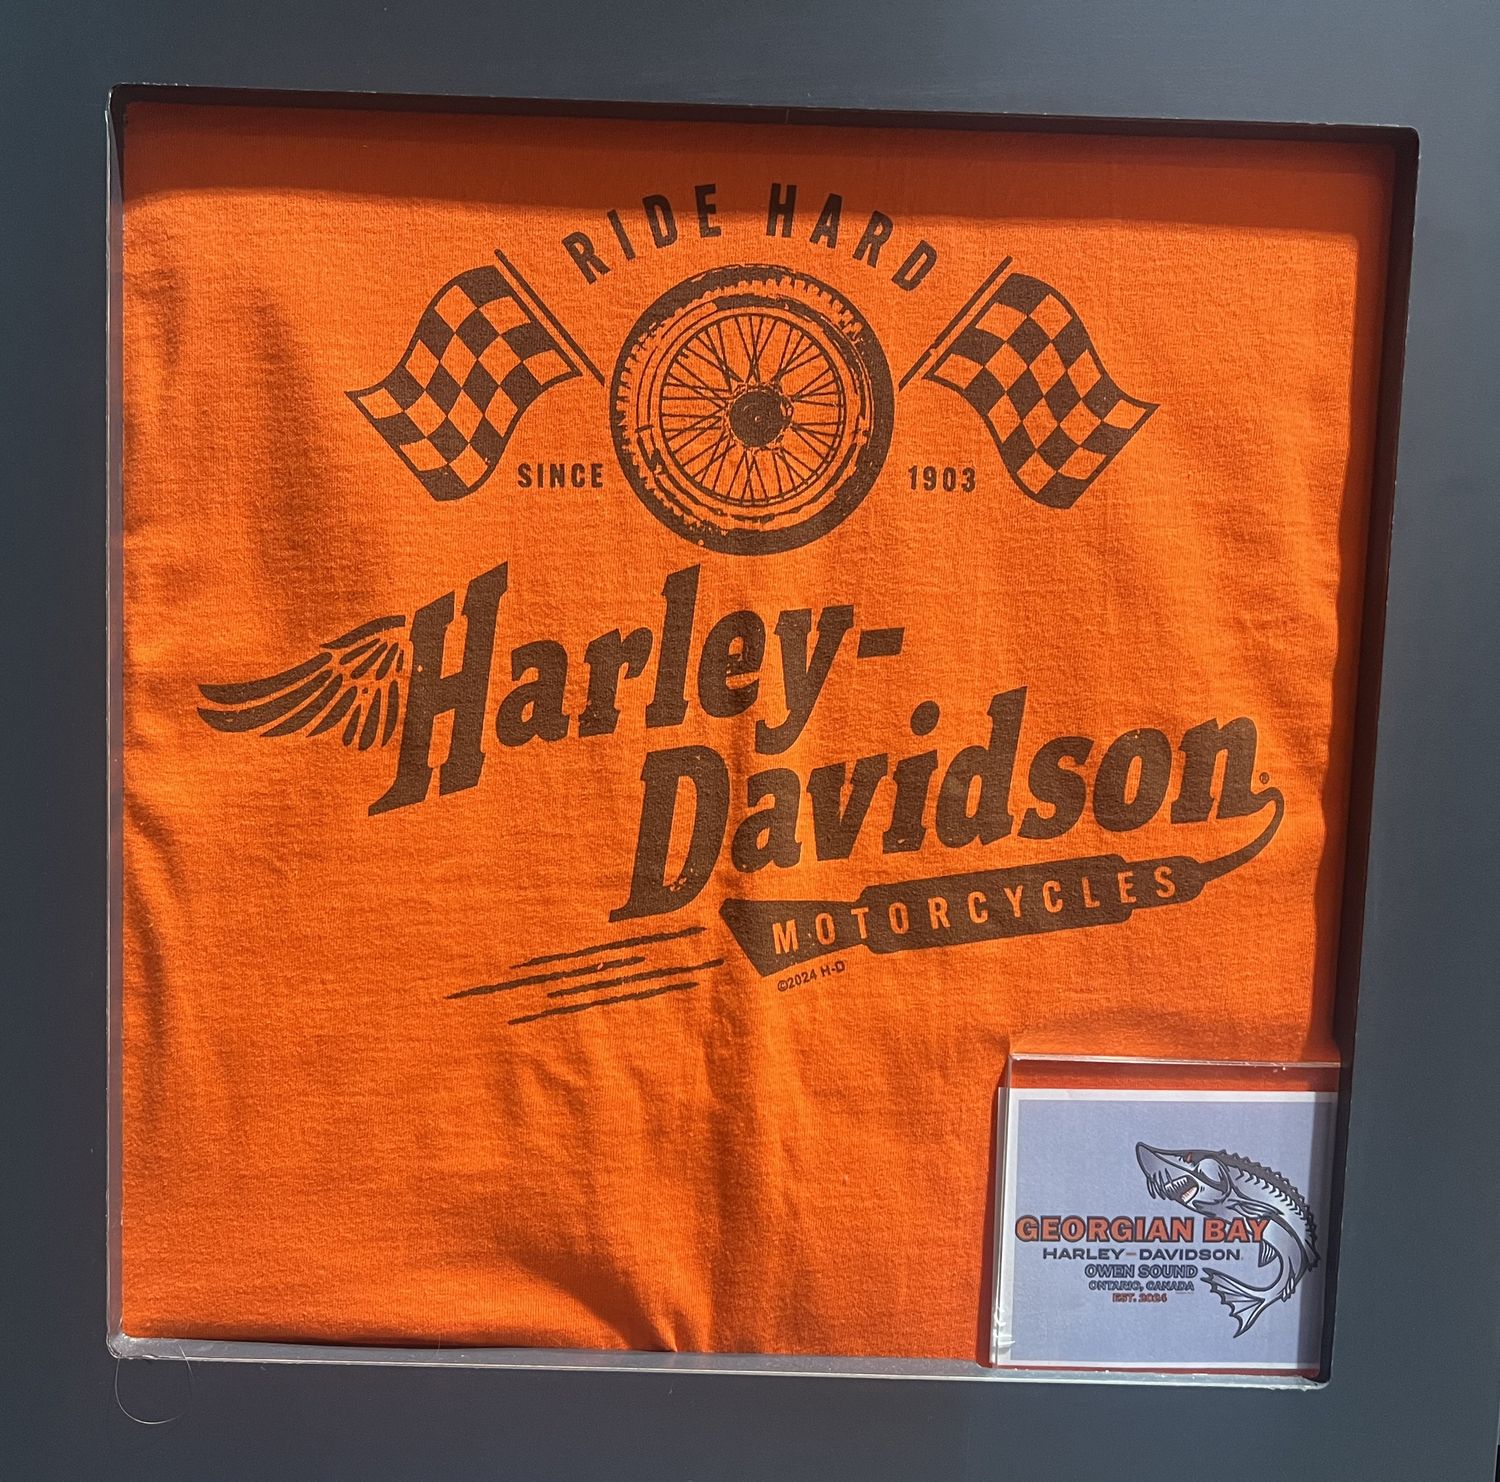 RIDE HARD
SINCE 1903
Harley-
Davidson®
MOTORCYCLES
©2024 H-D
GEORGIAN BAY
HARLEY-DAVIDSON
OWEN SOUND
ONTARIO, CANADA
EST. 2024